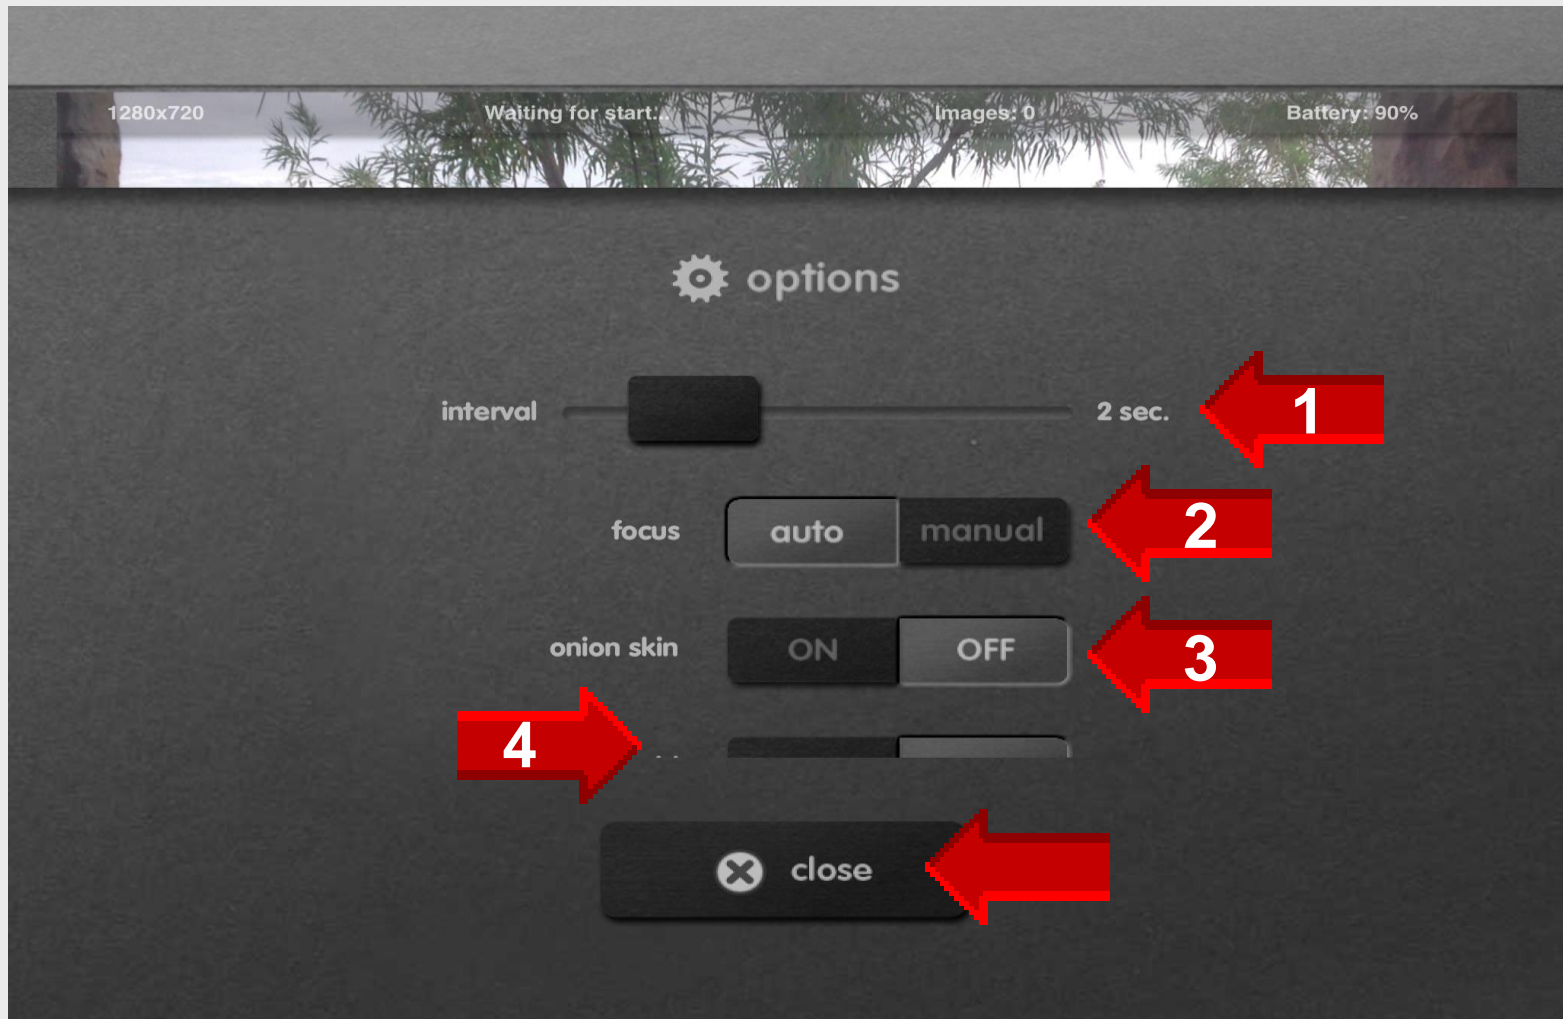 1280x720 Waiting for start... Images: 0 Battery: 90%
options
interval 2 sec. 1
focus auto manual 2
onion skin ON OFF 3
4
close